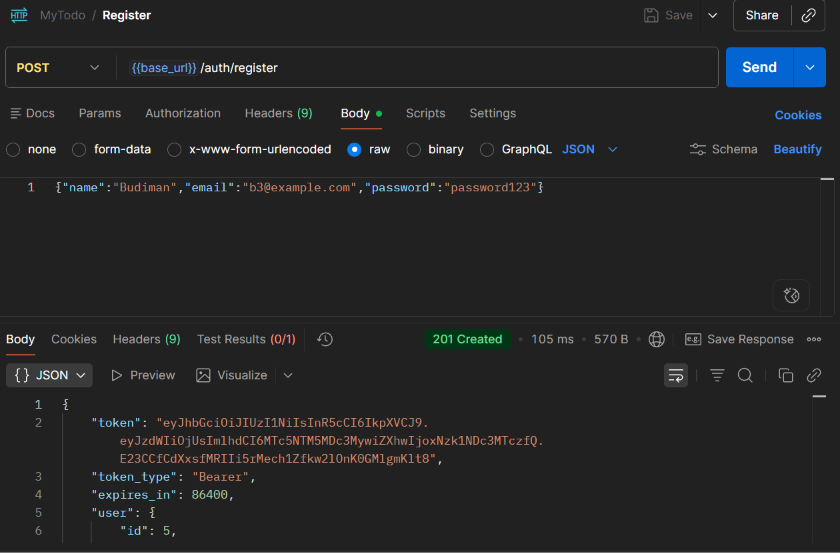 HTTP MyTodo / Register Save Share
POST {{base_url}} /auth/register Send
Docs Params Authorization Headers (9) Body Scripts Settings Cookies
none form-data x-www-form-urlencoded raw binary GraphQL JSON Schema Beautify
1 {"name":"Budiman","email":"b3@example.com","password":"password123"}
Body Cookies Headers (9) Test Results (0/1) 201 Created 105 ms 570 B e.g. Save Response
{} JSON Preview Visualize
1 {
2 "token": "eyJhbGciOiJIUzI1NiIsInR5cCI6IkpXVCJ9.
eyJzdWIiOjUsImlhdCI6MTc5NTM5MDc3MywiZXhwIjoxNzk1NDc3MTczfQ.
E23CCfCdXxsfMRIIi5rMech1Zfkw2lOnK0GMlgmKlt8",
3 "token_type": "Bearer",
4 "expires_in": 86400,
5 "user": {
6 "id": 5,